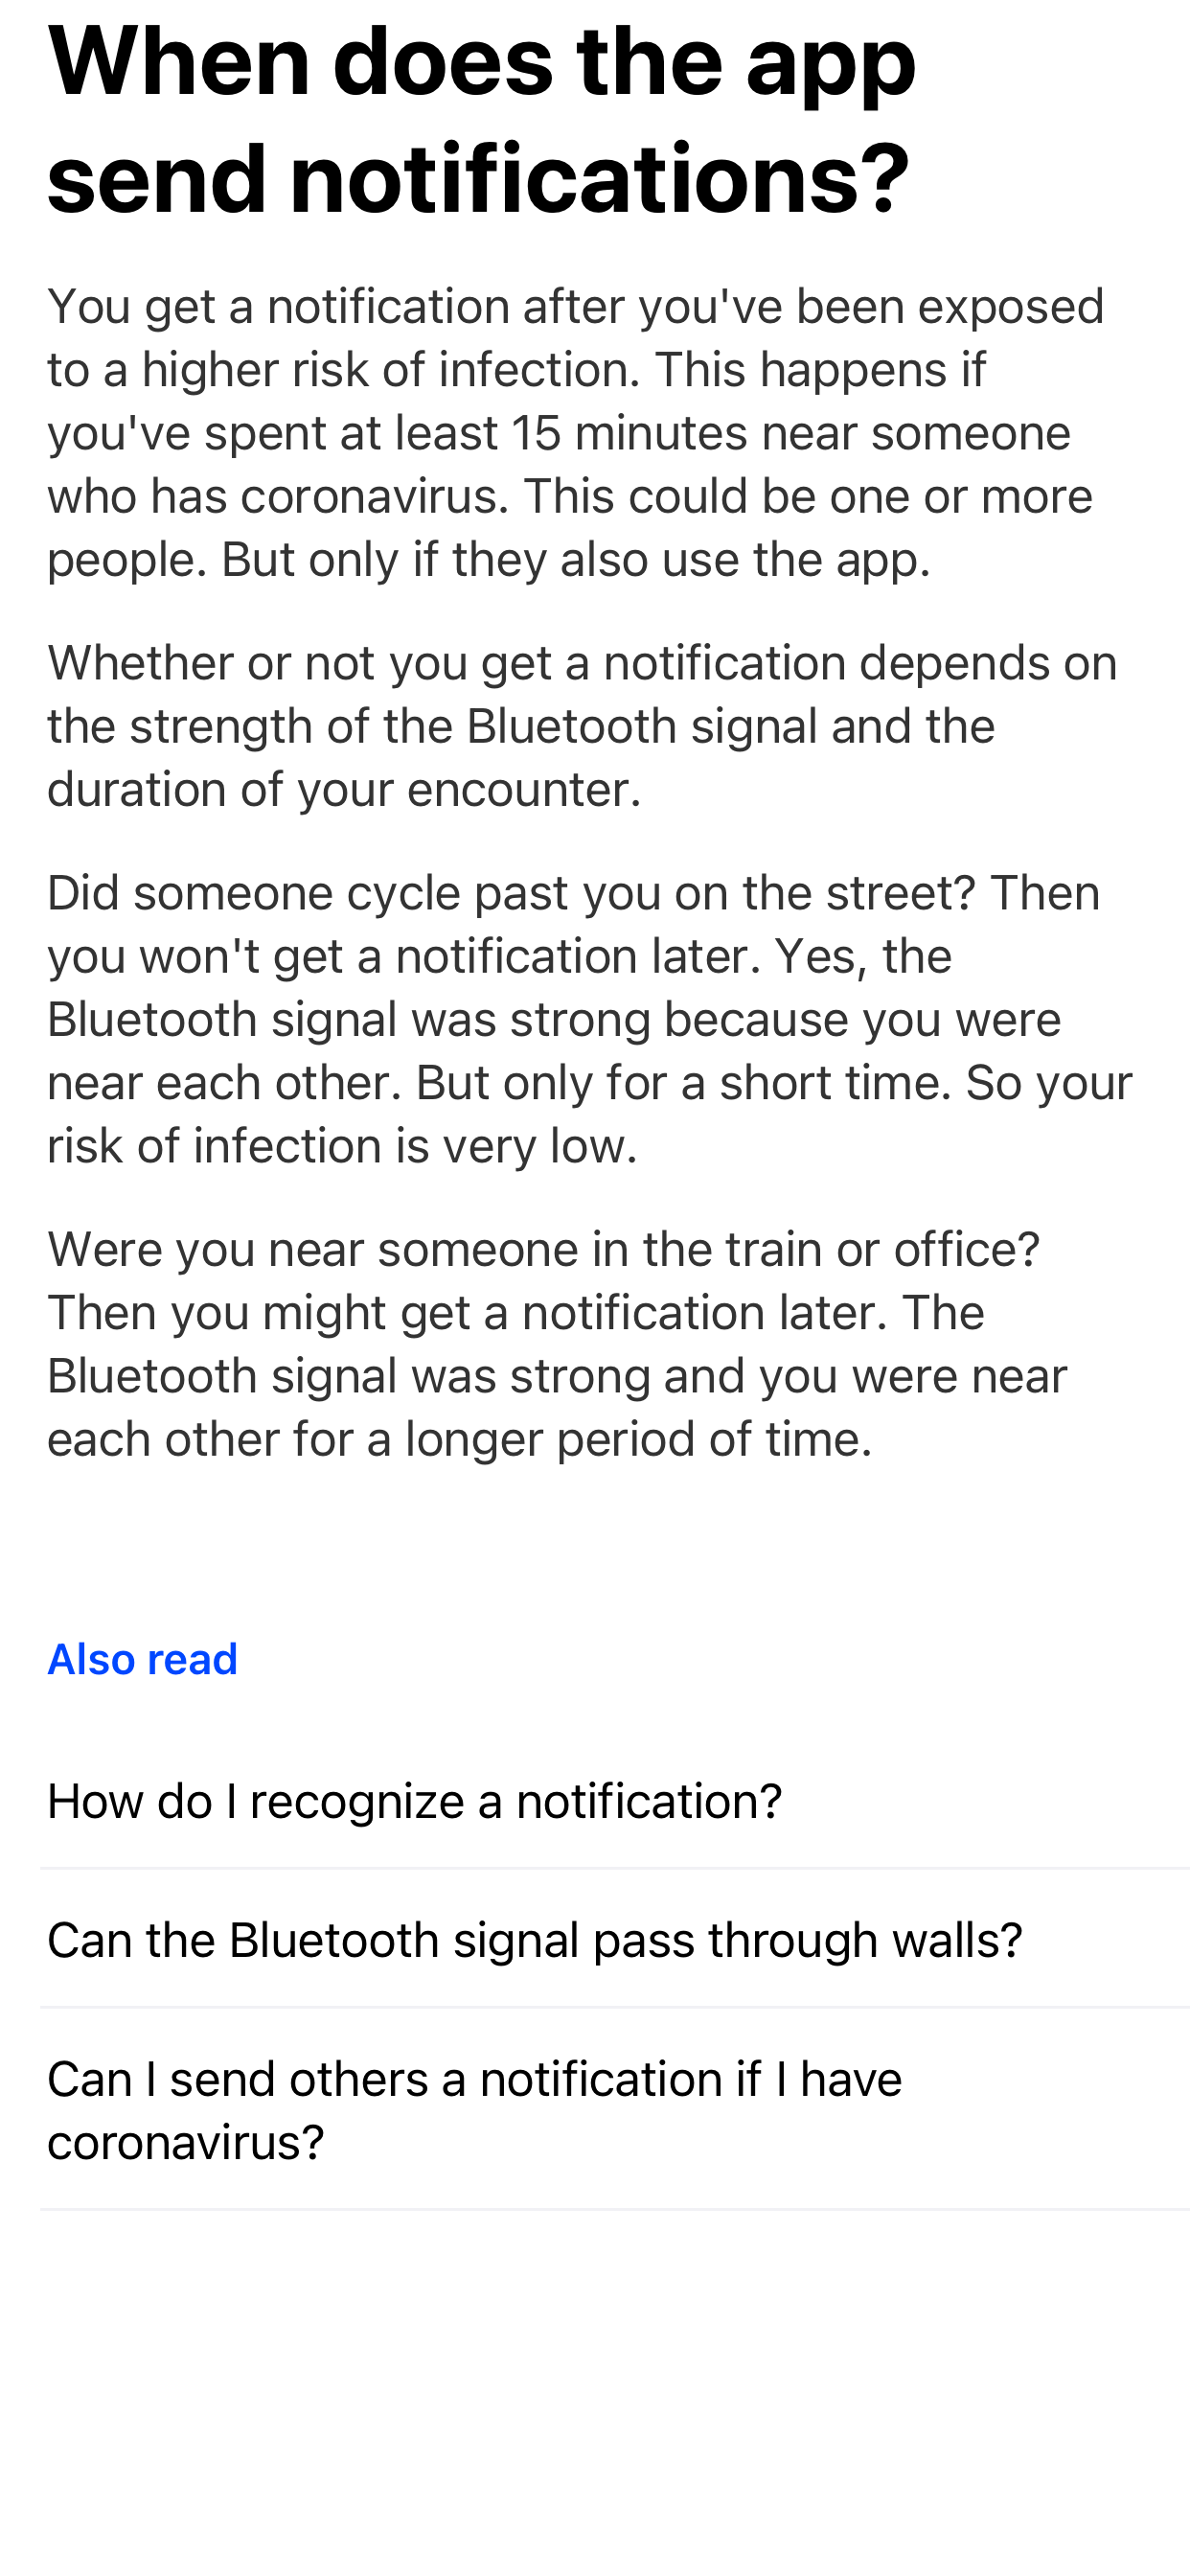 When does the app
send notifications?
You get a notification after you've been exposed
to a higher risk of infection. This happens if
you've spent at least 15 minutes near someone
who has coronavirus. This could be one or more
people. But only if they also use the app.
Whether or not you get a notification depends on
the strength of the Bluetooth signal and the
duration of your encounter.
Did someone cycle past you on the street? Then
you won't get a notification later. Yes, the
Bluetooth signal was strong because you were
near each other. But only for a short time. So your
risk of infection is very low.
Were you near someone in the train or office?
Then you might get a notification later. The
Bluetooth signal was strong and you were near
each other for a longer period of time.
Also read
How do I recognize a notification?
Can the Bluetooth signal pass through walls?
Can I send others a notification if I have
coronavirus?